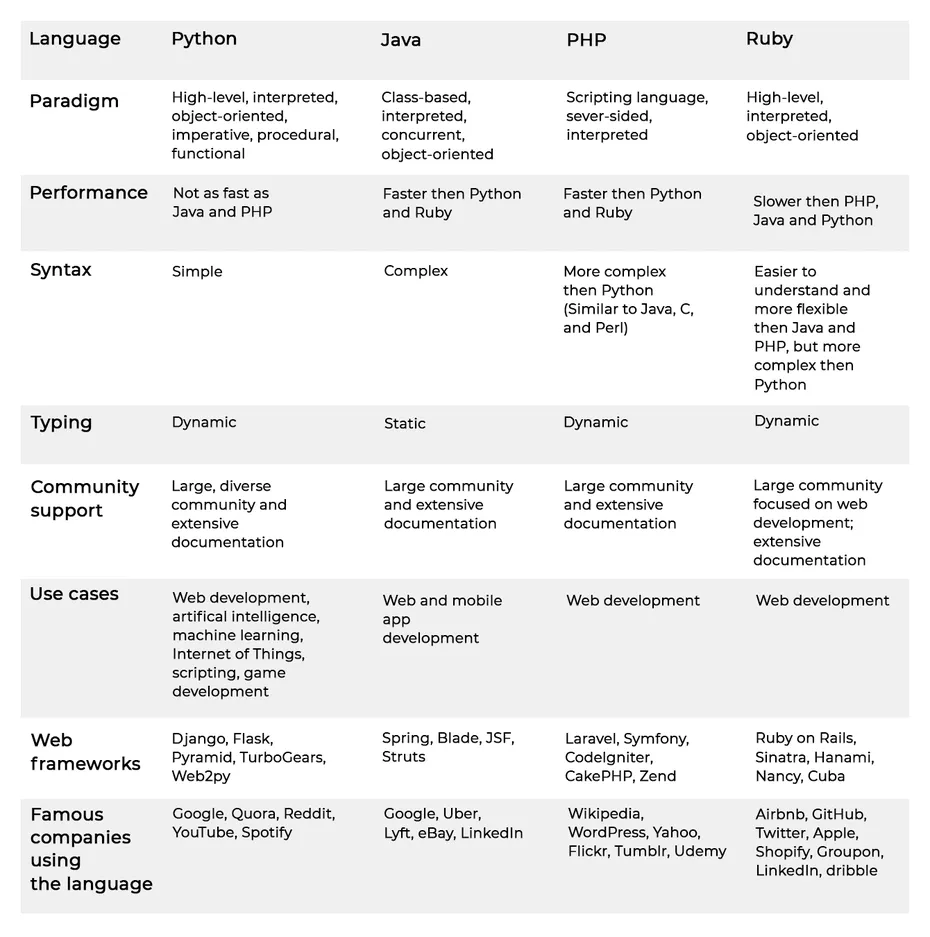 Language Python Java PHP Ruby
Paradigm
High-level, interpreted,
object-oriented,
imperative, procedural,
functional
Class-based,
interpreted,
concurrent,
object-oriented
Scripting language,
sever-sided,
interpreted
High-level,
interpreted,
object-oriented
Performance
Not as fast as
Java and PHP
Faster then Python
and Ruby
Faster then Python
and Ruby
Slower then PHP,
Java and Python
Syntax
Simple
Complex
More complex
then Python
(Similar to Java, C,
and Perl)
Easier to
understand and
more flexible
then Java and
PHP, but more
complex then
Python
Typing
Dynamic
Static
Dynamic
Dynamic
Community
support
Large, diverse
community and
extensive
documentation
Large community
and extensive
documentation
Large community
and extensive
documentation
Large community
focused on web
development;
extensive
documentation
Use cases
Web development,
artifical intelligence,
machine learning,
Internet of Things,
scripting, game
development
Web and mobile
app
development
Web development
Web development
Web
frameworks
Django, Flask,
Pyramid, TurboGears,
Web2py
Spring, Blade, JSF,
Struts
Laravel, Symfony,
CodeIgniter,
CakePHP, Zend
Ruby on Rails,
Sinatra, Hanami,
Nancy, Cuba
Famous
companies
using
the language
Google, Quora, Reddit,
YouTube, Spotify
Google, Uber,
Lyft, eBay, LinkedIn
Wikipedia,
WordPress, Yahoo,
Flickr, Tumblr, Udemy
Airbnb, GitHub,
Twitter, Apple,
Shopify, Groupon,
LinkedIn, dribble